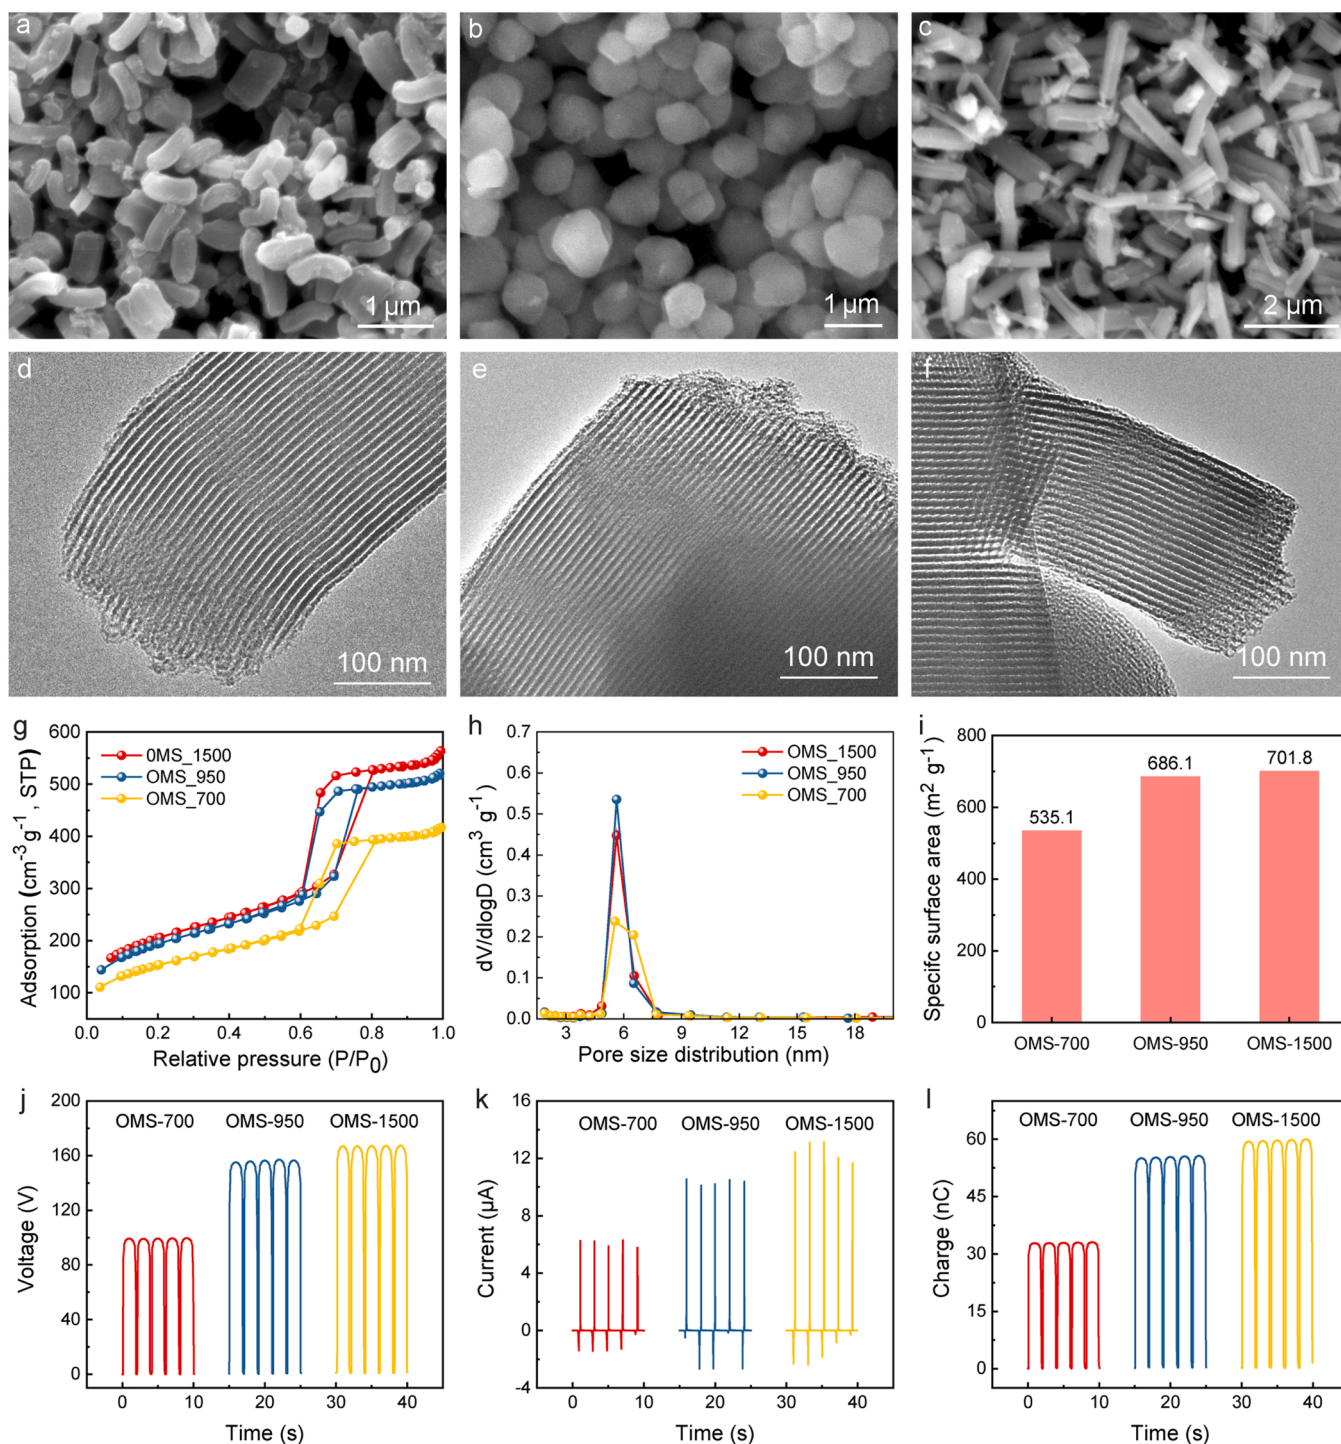 a
1 µm
b
1 µm
c
2 µm
d
100 nm
e
100 nm
f
100 nm
g
600
500
400
300
200
100
0.0
0.2
0.4
0.6
0.8
1.0
0MS_1500
OMS_950
OMS_700
Adsorption (cm⁻³ g⁻¹, STP)
Relative pressure (P/P₀)
h
0.7
0.6
0.5
0.4
0.3
0.2
0.1
0.0
3
6
9
12
15
18
OMS_1500
OMS_950
OMS_700
dV/dlogD (cm³ g⁻¹)
Pore size distribution (nm)
i
800
600
400
200
0
535.1
686.1
701.8
OMS-700
OMS-950
OMS-1500
Specifc surface area (m² g⁻¹)
j
200
160
120
80
40
0
OMS-700
OMS-950
OMS-1500
0
10
20
30
40
Voltage (V)
Time (s)
k
16
12
8
4
0
-4
OMS-700
OMS-950
OMS-1500
0
10
20
30
40
Current (µA)
Time (s)
l
60
45
30
15
0
OMS-700
OMS-950
OMS-1500
0
10
20
30
40
Charge (nC)
Time (s)